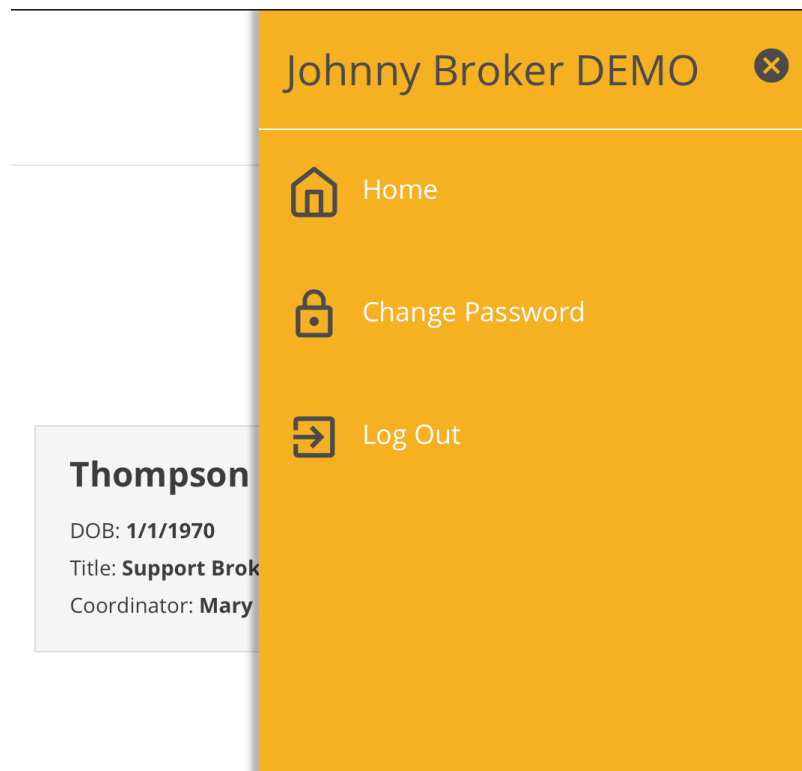 Johnny Broker DEMO
Home
Change Password
Log Out
Thompson
DOB: 1/1/1970
Title: Support Brok
Coordinator: Mary